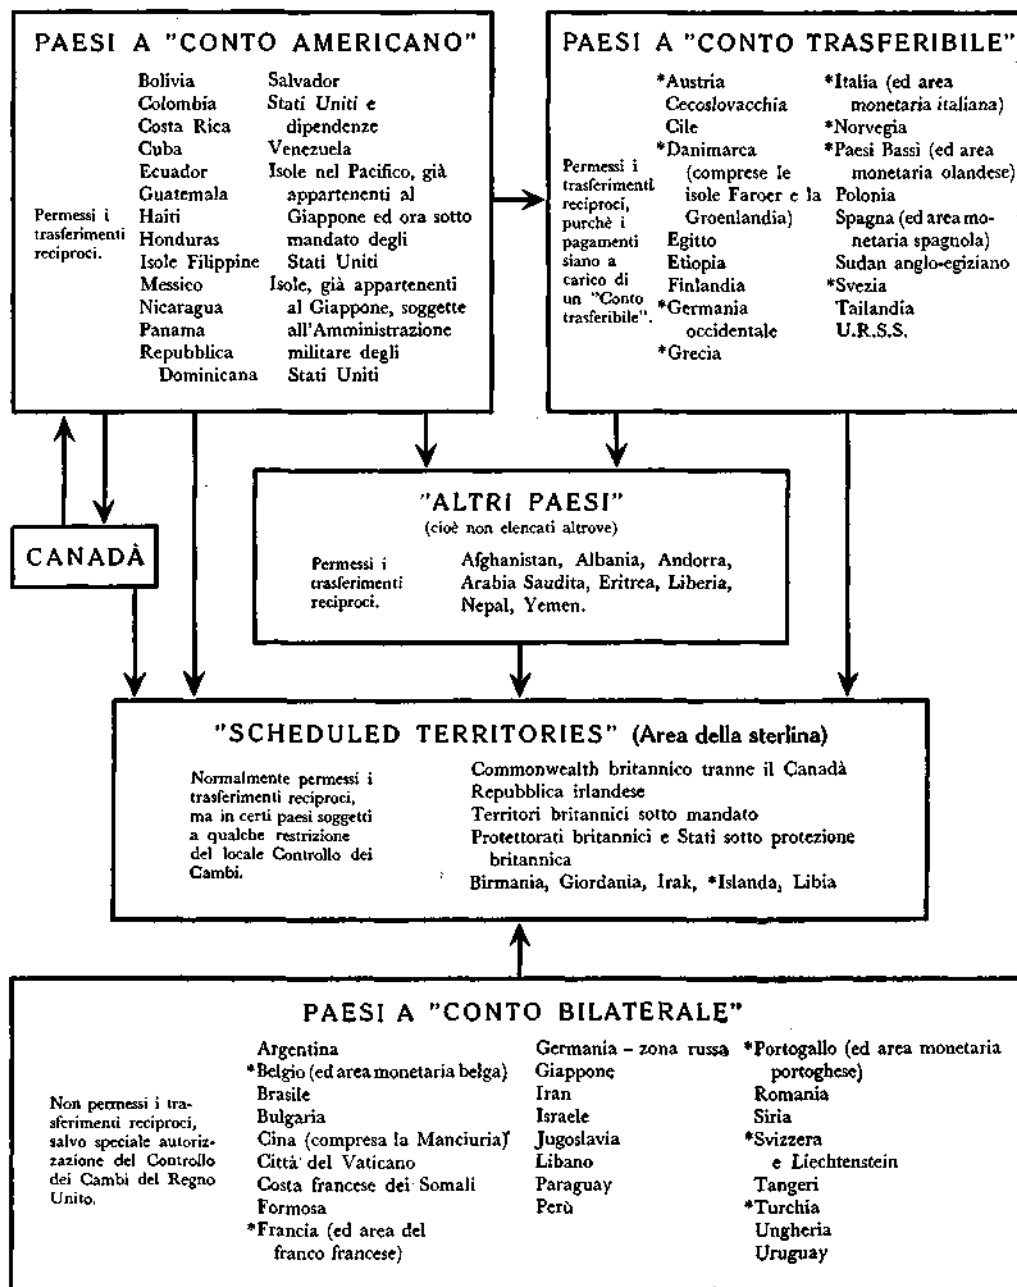 PAESI A "CONTO AMERICANO"
Permessi i
trasferimenti
reciproci.
Bolivia
Colombia
Costa Rica
Cuba
Ecuador
Guatemala
Haiti
Honduras
Isole Filippine
Messico
Nicaragua
Panama
Repubblica
Dominicana
Salvador
Stati Uniti e
dipendenze
Venezuela
Isole nel Pacifico, già
appartenenti al
Giappone ed ora sotto
mandato degli
Stati Uniti
Isole, già appartenenti
al Giappone, soggette
all'Amministrazione
militare degli
Stati Uniti
PAESI A "CONTO TRASFERIBILE"
Permessi i
trasferimenti
reciproci,
purchè i
pagamenti
siano a
carico di
un "Conto
trasferibile".
*Austria
Cecoslovacchia
Cile
*Danimarca
(comprese le
isole Faroer e la
Groenlandia)
Egitto
Etiopia
Finlandia
*Germania
occidentale
*Grecia
*Italia (ed area
monetaria italiana)
*Norvegia
*Paesi Bassi (ed area
monetaria olandese)
Polonia
Spagna (ed area mo-
netaria spagnola)
Sudan anglo-egiziano
*Svezia
Tailandia
U.R.S.S.
CANADÀ
"ALTRI PAESI"
(cioè non elencati altrove)
Permessi i
trasferimenti
reciproci.
Afghanistan, Albania, Andorra,
Arabia Saudita, Eritrea, Liberia,
Nepal, Yemen.
"SCHEDULED TERRITORIES" (Area della sterlina)
Normalmente permessi i
trasferimenti reciproci,
ma in certi paesi soggetti
a qualche restrizione
del locale Controllo dei
Cambi.
Commonwealth britannico tranne il Canadà
Repubblica irlandese
Territori britannici sotto mandato
Protettorati britannici e Stati sotto protezione
britannica
Birmania, Giordania, Irak, *Islanda, Libia
PAESI A "CONTO BILATERALE"
Non permessi i tra-
sferimenti reciproci,
salvo speciale autoriz-
zazione del Controllo
dei Cambi del Regno
Unito.
Argentina
*Belgio (ed area monetaria belga)
Brasile
Bulgaria
Cina (compresa la Manciuria)
Città del Vaticano
Costa francese dei Somali
Formosa
*Francia (ed area del
franco francese)
Germania – zona russa
Giappone
Iran
Israele
Jugoslavia
Libano
Paraguay
Perù
*Portogallo (ed area monetaria
portoghese)
Romania
Siria
*Svizzera
e Liechtenstein
Tangeri
*Turchia
Ungheria
Uruguay